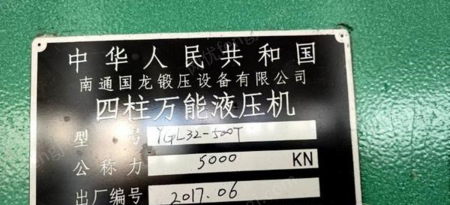 中华人民共和国
南通国龙锻压设备有限公司
四柱万能液压机
型号 YGL32-500T
公称力 5000 KN
出厂编号 2017.06